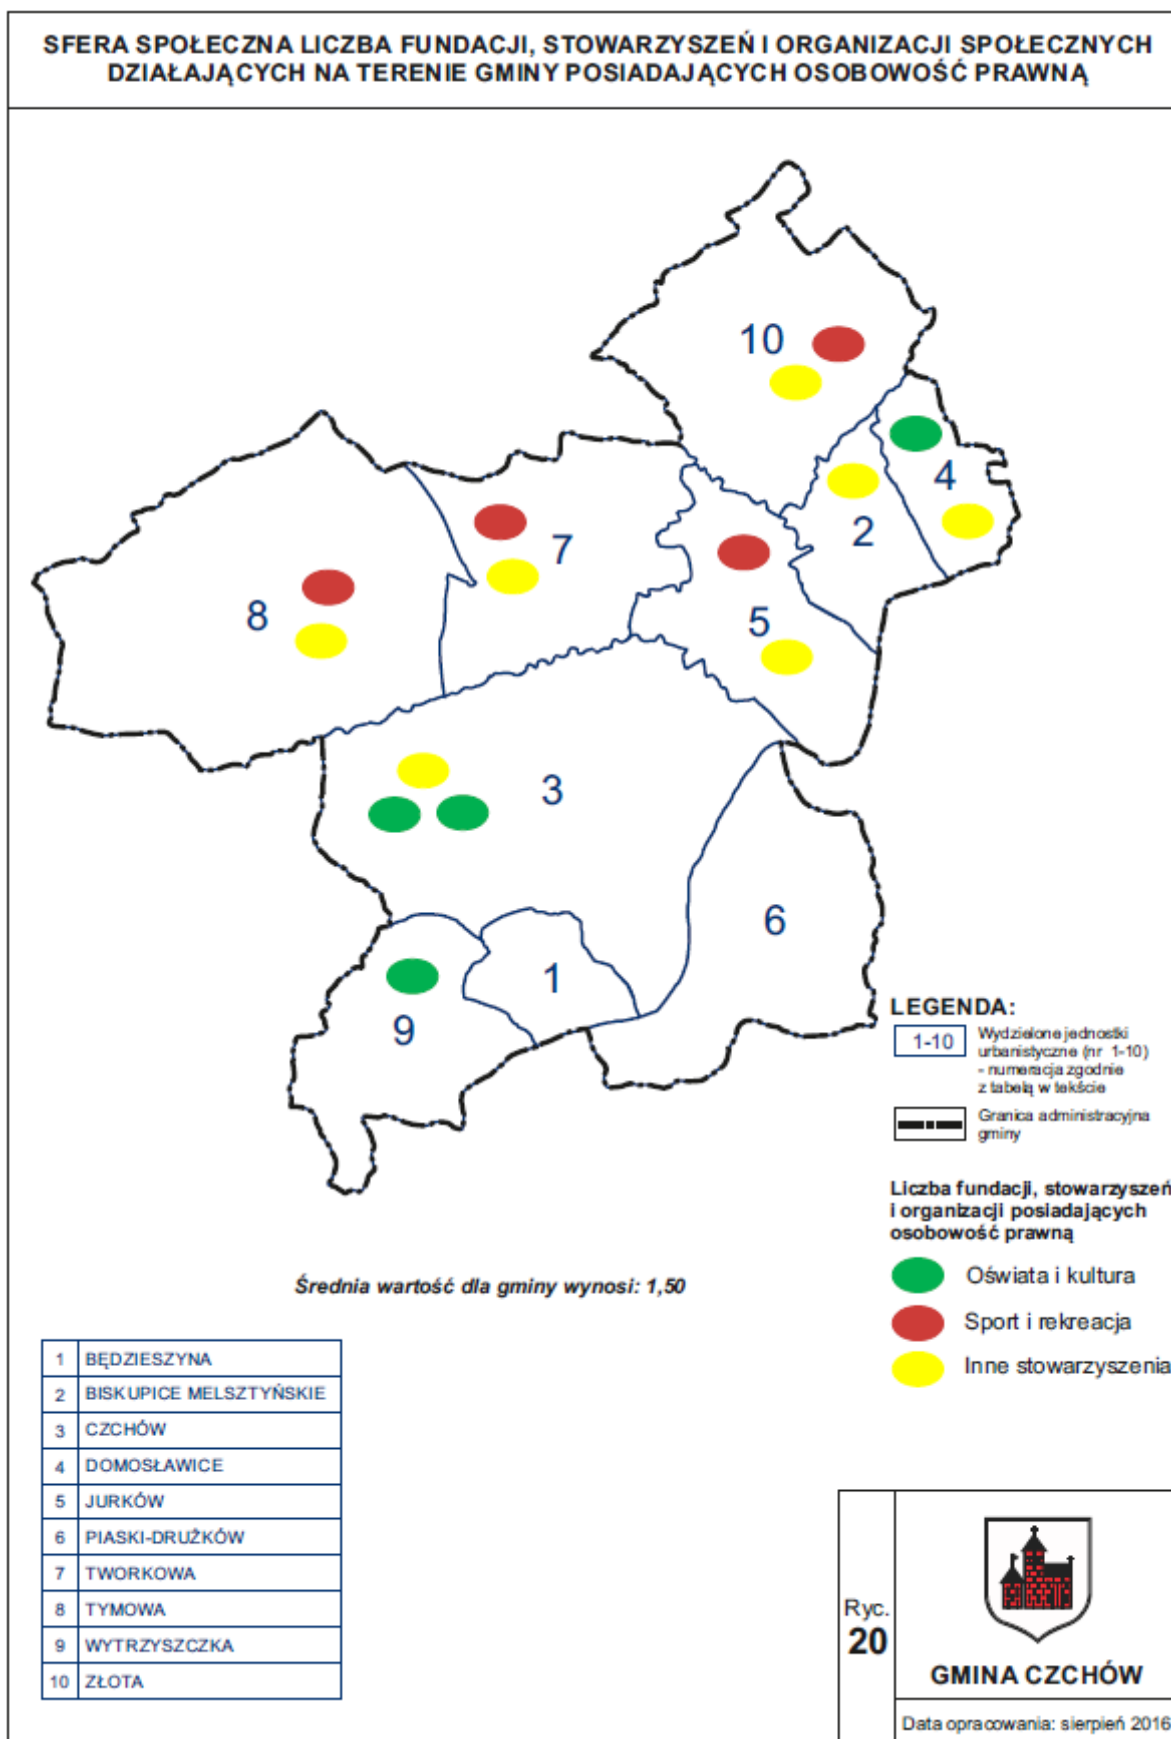 SFERA SPOŁECZNA LICZBA FUNDACJI, STOWARZYSZEŃ I ORGANIZACJI SPOŁECZNYCH
DZIAŁAJĄCYCH NA TERENIE GMINY POSIADAJĄCYCH OSOBOWOŚĆ PRAWNĄ
10
4
2
7
8
5
3
6
1
9
LEGENDA:
1-10
Wydzielone jednostki
urbanistyczne (nr 1-10)
- numeracja zgodnie
z tabelą w tekście
Granica administracyjna
gminy
Liczba fundacji, stowarzyszeń
i organizacji posiadających
osobowość prawną
Oświata i kultura
Sport i rekreacja
Inne stowarzyszenia
Średnia wartość dla gminy wynosi: 1,50
1 BĘDZIESZYNA
2 BISKUPICE MELSZTYŃSKIE
3 CZCHÓW
4 DOMOSŁAWICE
5 JURKÓW
6 PIASKI-DRUŻKÓW
7 TWORKOWA
8 TYMOWA
9 WYTRZYSZCZKA
10 ZŁOTA
Ryc.
20
GMINA CZCHÓW
Data opracowania: sierpień 2016